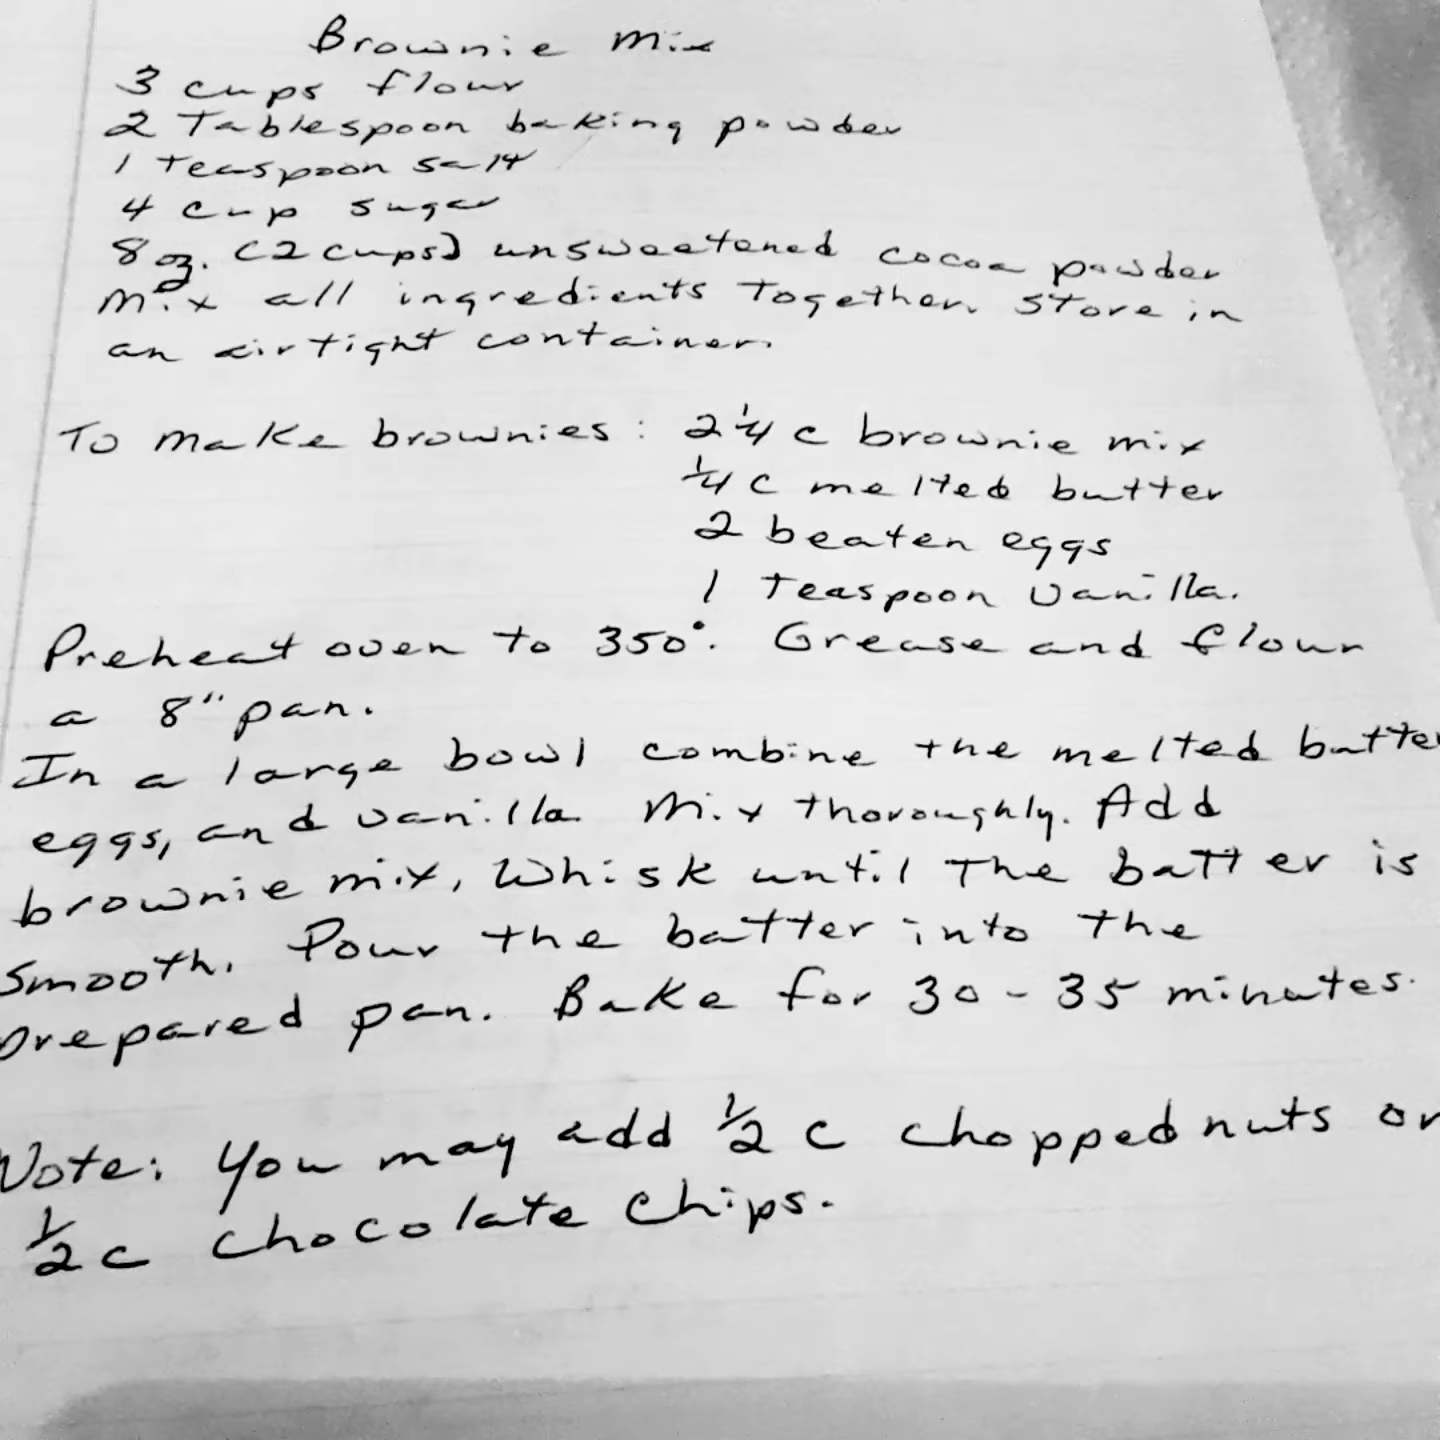 Brownie Mix
3 cups flour
2 Tablespoon baking powder
1 Teaspoon salt
4 cup sugar
8 oz. (2 cups) unsweetened cocoa powder
Mix all ingredients Together. Store in
an airtight container.
To make brownies: 2 1/4 c brownie mix
1/4 c melted butter
2 beaten eggs
1 Teaspoon vanilla.
Preheat oven to 350°. Grease and flour
a 8" pan.
In a large bowl combine the melted butter
eggs, and vanilla. Mix thoroughly. Add
brownie mix. Whisk until The batter is
smooth. Pour the batter into the
prepared pan. Bake for 30-35 minutes.
Note: You may add 1/2 c chopped nuts or
1/2 c chocolate chips.